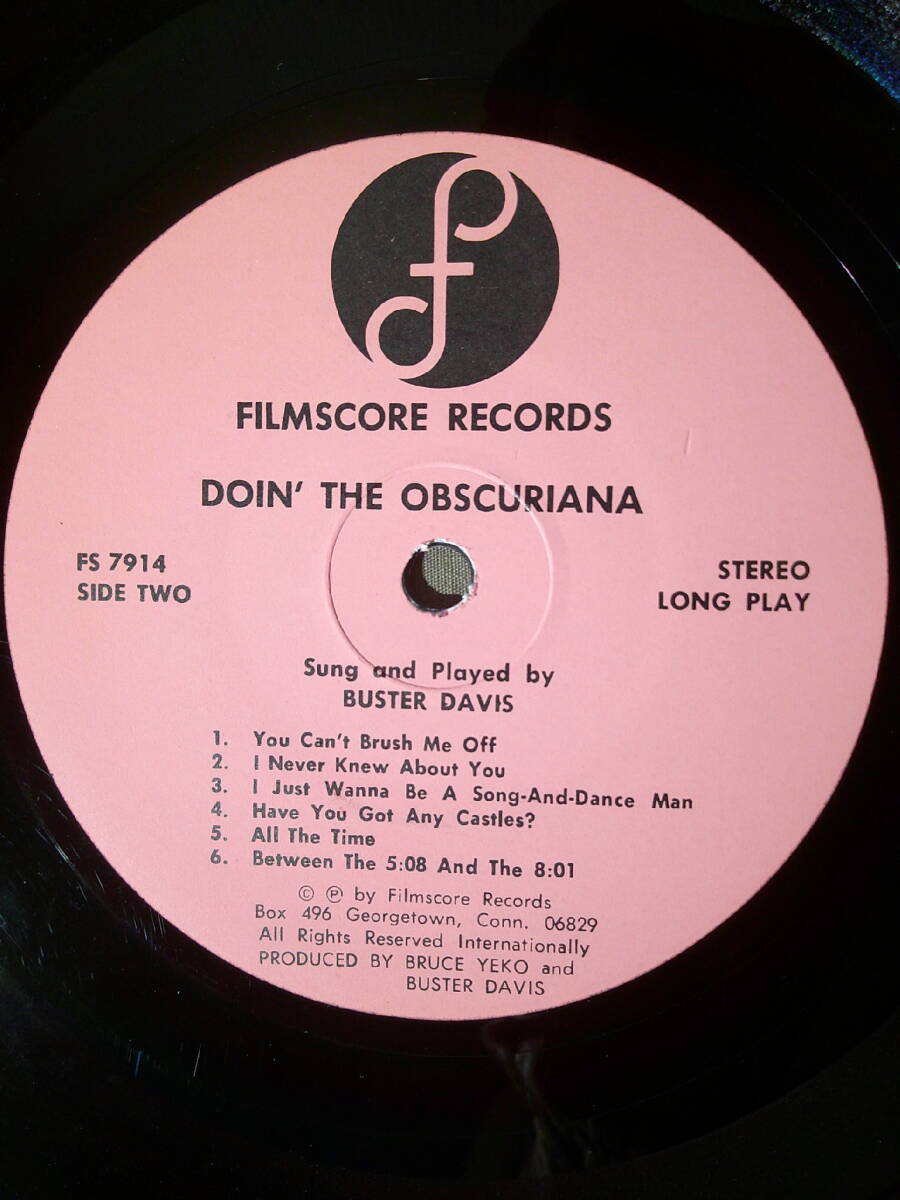 f
FILMSCORE RECORDS
DOIN' THE OBSCURIANA
FS 7914
SIDE TWO
STEREO
LONG PLAY
Sung and Played by
BUSTER DAVIS
1. You Can't Brush Me Off
2. I Never Knew About You
3. I Just Wanna Be A Song-And-Dance Man
4. Have You Got Any Castles?
5. All The Time
6. Between The 5:08 And The 8:01
© ℗ by Filmscore Records
Box 496 Georgetown, Conn. 06829
All Rights Reserved Internationally
PRODUCED BY BRUCE YEKO and
BUSTER DAVIS